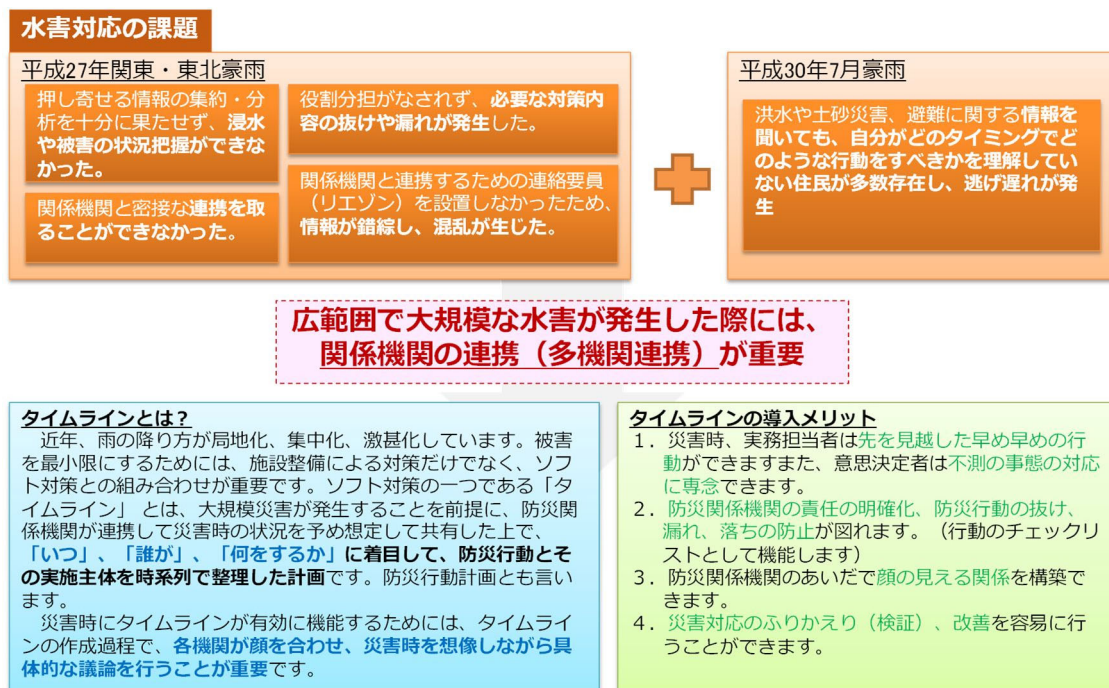 水害対応の課題
平成27年関東・東北豪雨
押し寄せる情報の集約・分
析を十分に果たせず、浸水
や被害の状況把握ができな
かった。
役割分担がなされず、必要な対策内
容の抜けや漏れが発生した。
関係機関と密接な連携を取
ることができなかった。
関係機関と連携するための連絡要員
（リエゾン）を設置しなかったため、
情報が錯綜し、混乱が生じた。
平成30年7月豪雨
洪水や土砂災害、避難に関する情報を
聞いても、自分がどのタイミングでど
のような行動をすべきかを理解してい
ない住民が多数存在し、逃げ遅れが発
生
広範囲で大規模な水害が発生した際には、
関係機関の連携（多機関連携）が重要
タイムラインとは？
近年、雨の降り方が局地化、集中化、激甚化しています。被害
を最小限にするためには、施設整備による対策だけでなく、ソフ
ト対策との組み合わせが重要です。ソフト対策の一つである「タ
イムライン」 とは、大規模災害が発生することを前提に、防災関
係機関が連携して災害時の状況を予め想定して共有した上で、
「いつ」、「誰が」、「何をするか」に着目して、防災行動とそ
の実施主体を時系列で整理した計画です。防災行動計画とも言い
ます。
災害時にタイムラインが有効に機能するためには、タイムライ
ンの作成過程で、各機関が顔を合わせ、災害時を想像しながら具
体的な議論を行うことが重要です。
タイムラインの導入メリット
1．災害時、実務担当者は先を見越した早め早めの行
動ができますまた、意思決定者は不測の事態の対応
に専念できます。
2．防災関係機関の責任の明確化、防災行動の抜け、
漏れ、落ちの防止が図れます。（行動のチェックリ
ストとして機能します）
3．防災関係機関のあいだで顔の見える関係を構築で
きます。
4．災害対応のふりかえり（検証）、改善を容易に行
うことができます。